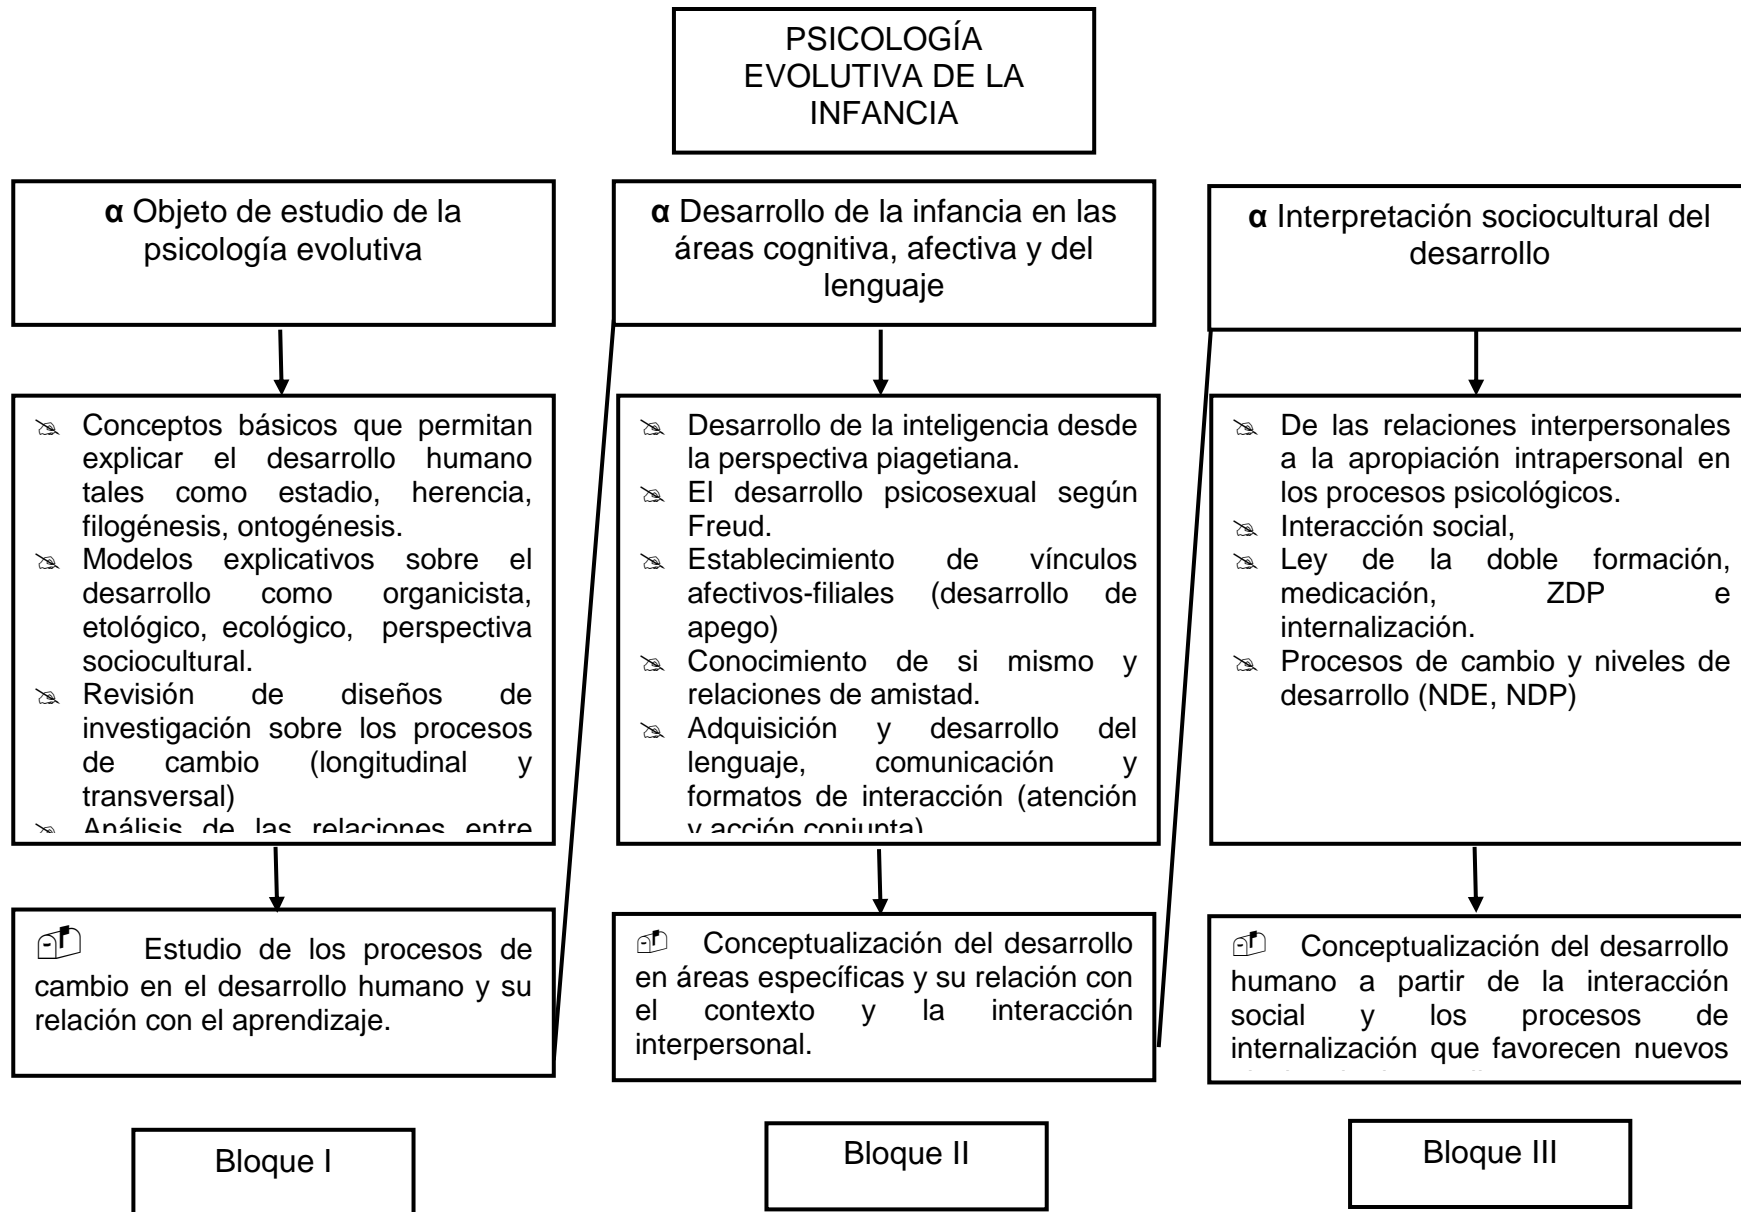 PSICOLOGÍA
EVOLUTIVA DE LA
INFANCIA
α Objeto de estudio de la
psicología evolutiva
α Desarrollo de la infancia en las
áreas cognitiva, afectiva y del
lenguaje
α Interpretación sociocultural del
desarrollo
Conceptos básicos que permitan
explicar el desarrollo humano
tales como estadio, herencia,
filogénesis, ontogénesis.
Modelos explicativos sobre el
desarrollo como organicista,
etológico, ecológico, perspectiva
sociocultural.
Revisión de diseños de
investigación sobre los procesos
de cambio (longitudinal y
transversal)
Análisis de las relaciones entre
Desarrollo de la inteligencia desde
la perspectiva piagetiana.
El desarrollo psicosexual según
Freud.
Establecimiento de vínculos
afectivos-filiales (desarrollo de
apego)
Conocimiento de si mismo y
relaciones de amistad.
Adquisición y desarrollo del
lenguaje, comunicación y
formatos de interacción (atención
y acción conjunta)
De las relaciones interpersonales
a la apropiación intrapersonal en
los procesos psicológicos.
Interacción social,
Ley de la doble formación,
medicación, ZDP e
internalización.
Procesos de cambio y niveles de
desarrollo (NDE, NDP)
Estudio de los procesos de
cambio en el desarrollo humano y su
relación con el aprendizaje.
Conceptualización del desarrollo
en áreas específicas y su relación con
el contexto y la interacción
interpersonal.
Conceptualización del desarrollo
humano a partir de la interacción
social y los procesos de
internalización que favorecen nuevos
Bloque I
Bloque II
Bloque III